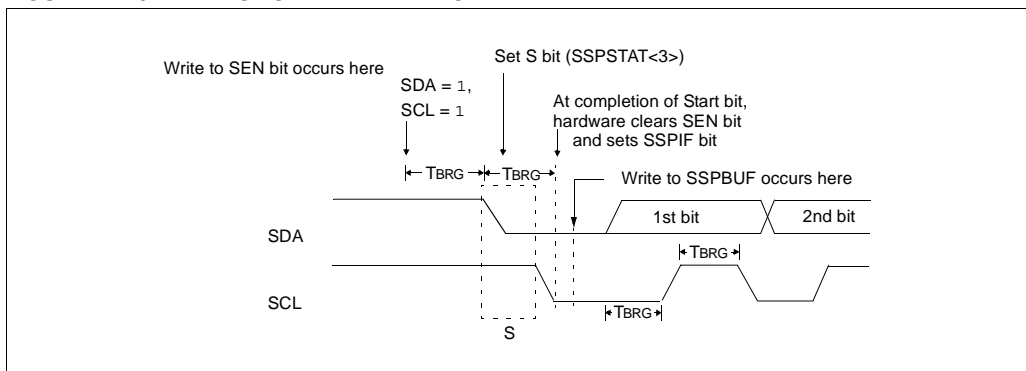 Write to SEN bit occurs here
Set S bit (SSPSTAT<3>)
SDA = 1,
SCL = 1
At completion of Start bit,
hardware clears SEN bit
and sets SSPIF bit
TBRG
TBRG
Write to SSPBUF occurs here
SDA
1st bit
2nd bit
TBRG
SCL
TBRG
S